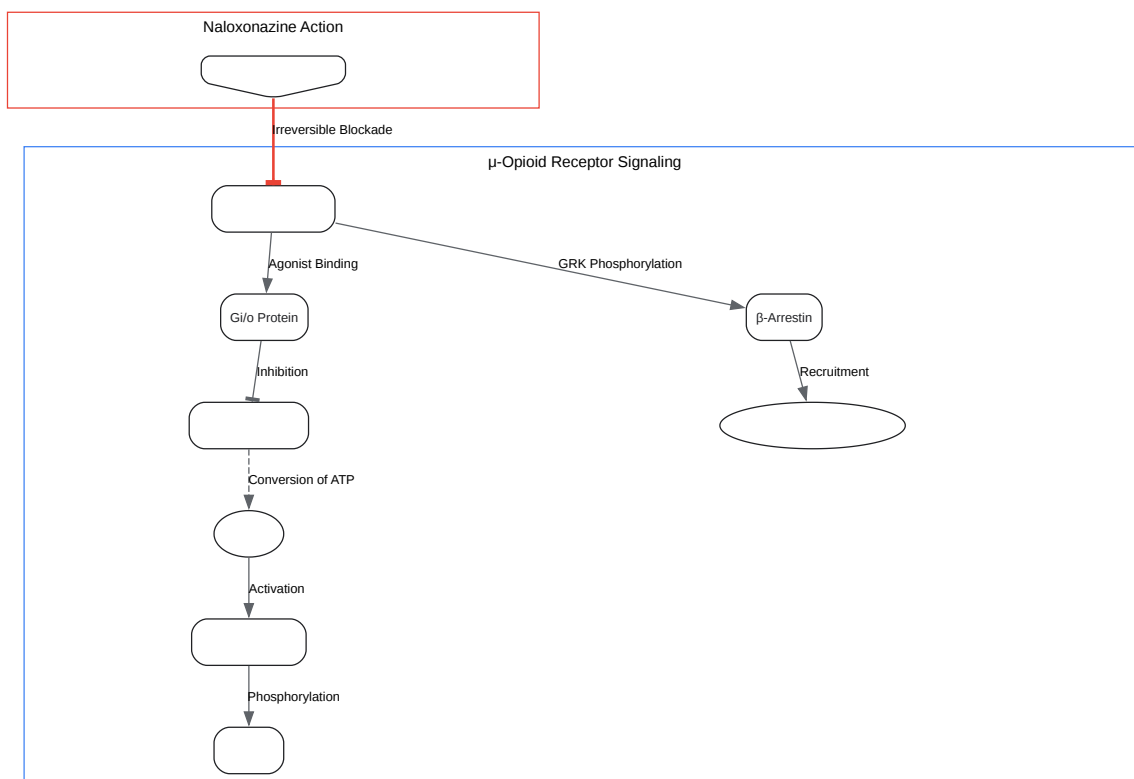 Naloxonazine Action
Irreversible Blockade
μ-Opioid Receptor Signaling
Agonist Binding
GRK Phosphorylation
Gi/o Protein
β-Arrestin
Inhibition
Recruitment
Conversion of ATP
Activation
Phosphorylation